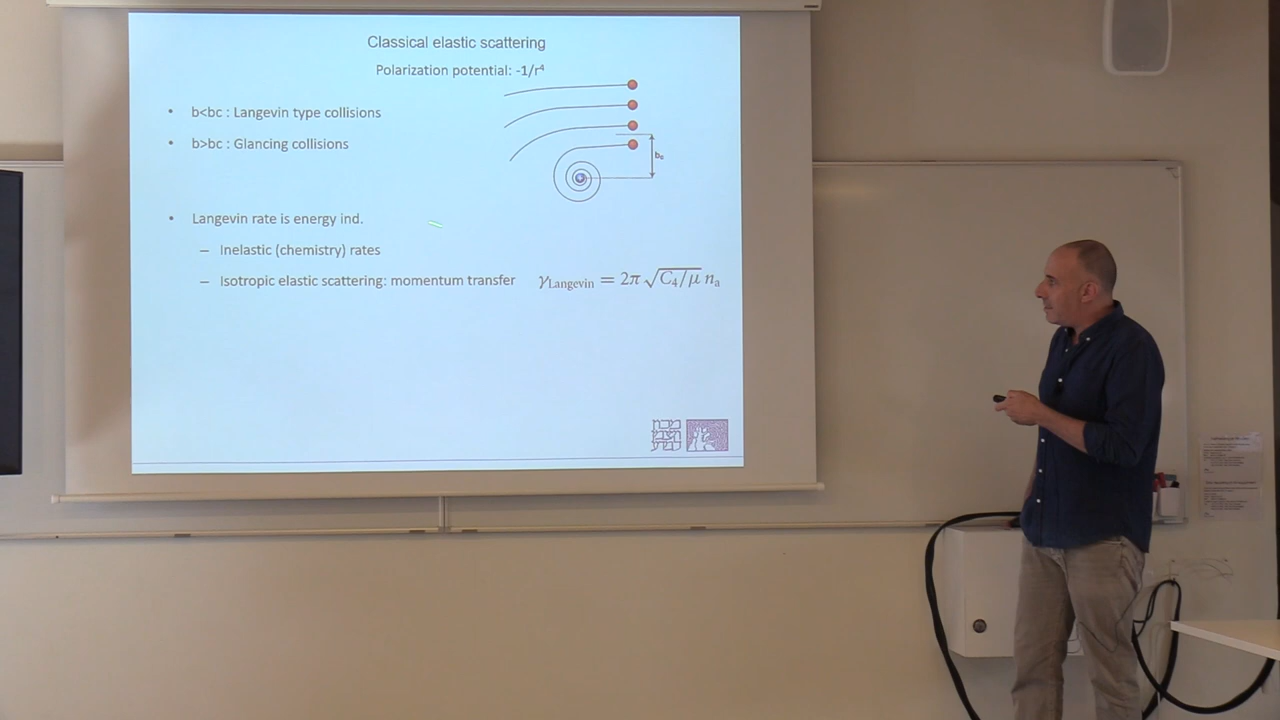 Classical elastic scattering
Polarization potential: -1/r⁴
• b<bc : Langevin type collisions
• b>bc : Glancing collisions
bc
• Langevin rate is energy ind.
– Inelastic (chemistry) rates
– Isotropic elastic scattering: momentum transfer
γLangevin = 2π √C₄/μ nₐ